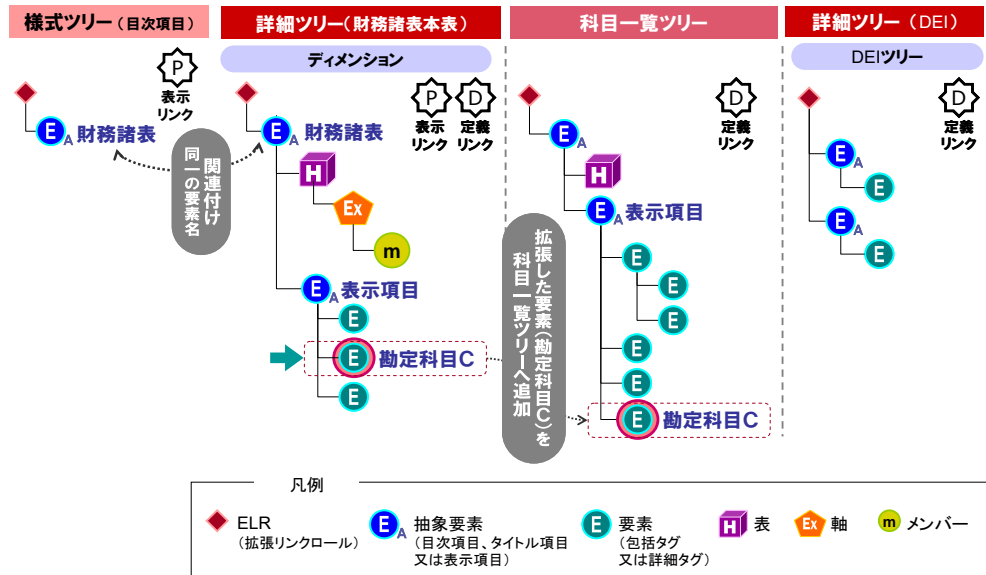 様式ツリー（目次項目）
P
表示
リンク
E
A
財務諸表
関連付け
同一の要素名
詳細ツリー（財務諸表本表）
ディメンション
P
表示
リンク
D
定義
リンク
E
A
財務諸表
H
Ex
m
E
A
表示項目
E
E
勘定科目C
E
科目一覧ツリー
D
定義
リンク
E
A
H
E
A
表示項目
E
E
E
E
E
E
勘定科目C
拡張した要素（勘定科目C）を
科目一覧ツリーへ追加
詳細ツリー（DEI）
DEIツリー
D
定義
リンク
E
A
E
E
A
E
凡例
ELR
（拡張リンクロール）
E
A
抽象要素
（目次項目、タイトル項目
又は表示項目）
E
要素
（包括タグ
又は詳細タグ）
H
表
Ex
軸
m
メンバー